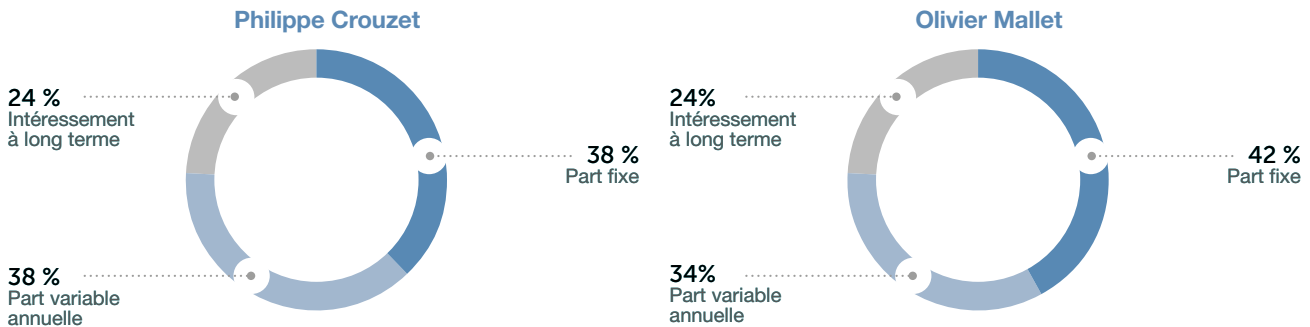 Philippe Crouzet
24 %
Intéressement
à long terme
38 %
Part fixe
38 %
Part variable
annuelle
Olivier Mallet
24%
Intéressement
à long terme
42 %
Part fixe
34%
Part variable
annuelle